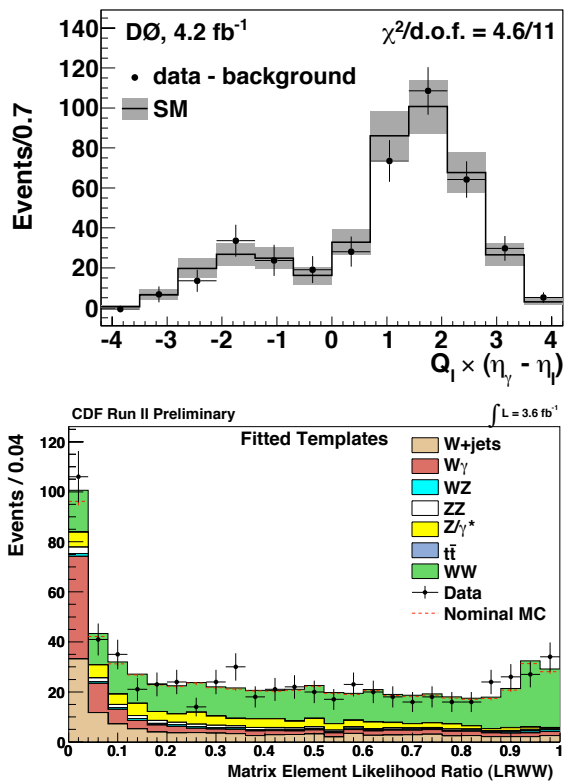 DØ, 4.2 fb⁻¹
χ²/d.o.f. = 4.6/11
data - background
SM
Events/0.7
140
120
100
80
60
40
20
0
-4 -3 -2 -1 0 1 2 3 4
Q_l × (η_γ - η_l)
CDF Run II Preliminary
∫ L = 3.6 fb⁻¹
Fitted Templates
W+jets
Wγ
WZ
ZZ
Z/γ*
tt̄
WW
Data
Nominal MC
Events / 0.04
120
100
80
60
40
20
0
0 0.1 0.2 0.3 0.4 0.5 0.6 0.7 0.8 0.9 1
Matrix Element Likelihood Ratio (LRWW)